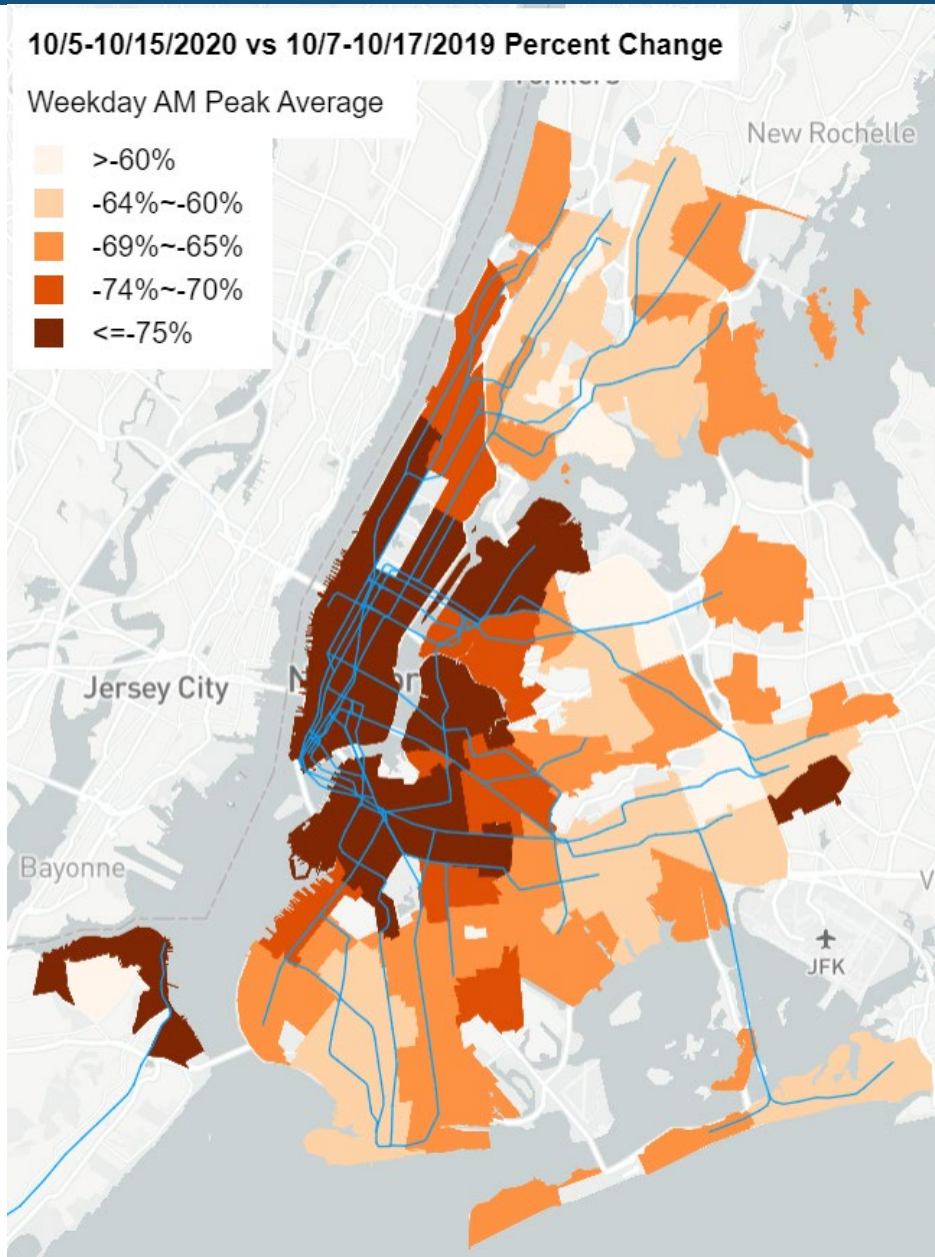 10/5-10/15/2020 vs 10/7-10/17/2019 Percent Change
Weekday AM Peak Average
>-60%
-64%~-60%
-69%~-65%
-74%~-70%
<=-75%
New Rochelle
Jersey City
Bayonne
JFK